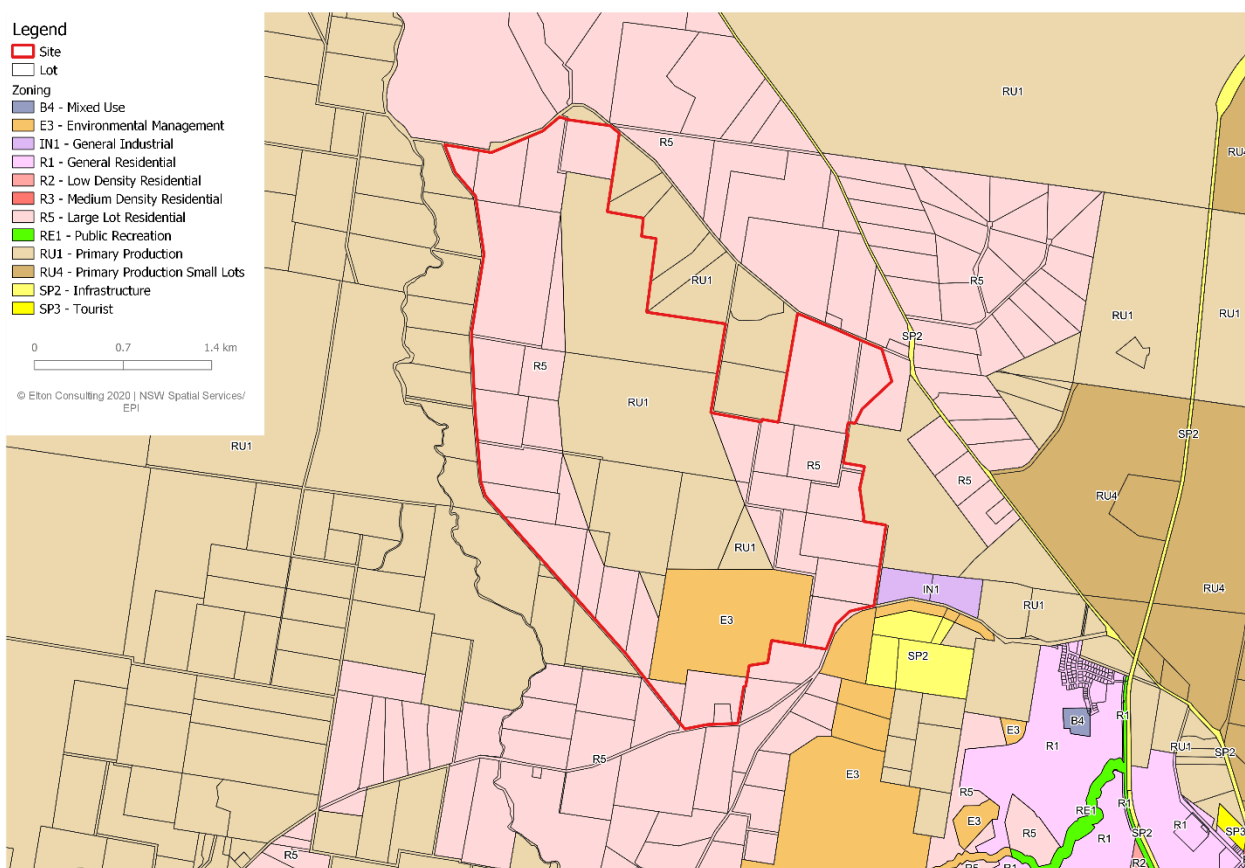 Legend
Site
Lot
Zoning
B4 - Mixed Use
E3 - Environmental Management
IN1 - General Industrial
R1 - General Residential
R2 - Low Density Residential
R3 - Medium Density Residential
R5 - Large Lot Residential
RE1 - Public Recreation
RU1 - Primary Production
RU4 - Primary Production Small Lots
SP2 - Infrastructure
SP3 - Tourist
0 0.7 1.4 km
© Elton Consulting 2020 | NSW Spatial Services/
EPI
RU1
R5
RU4
RU1
R5
RU1
RU1
SP2
R5
RU1
RU1
SP2
RU1
R5
R5
RU4
RU1
RU4
IN1
RU1
E3
SP2
R1
B4
E3
R1
RU1
SP2
R5
E3
R5
RE1
R1
R1
SP3
E3
R5
R1
SP2
R5
R5
R1
R2